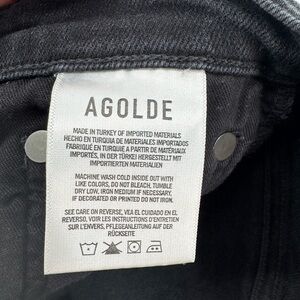 AGOLDE
MADE IN TURKEY OF IMPORTED MATERIALS
HECHO EN TURQUIA DE MATERIALES IMPORTADOS
FABRIQUÉ EN TURQUIE A PARTIR DE MATÉRIAUX
IMPORTÉS, IN DER TÜRKEI HERGESTELLT MIT
IMPORTIERTEN MATERIALIEN
MACHINE WASH COLD INSIDE OUT WITH
LIKE COLORS, DO NOT BLEACH, TUMBLE
DRY LOW, IRON MEDIUM IF NECESSARY,
IF DECORATED OR PRINTED DO NOT IRON.
SEE CARE ON REVERSE, VEA EL CUIDADO EN EL
REVERSO, VOIR LES INSTRUCTIONS D'ENTRETIEN
SUR L'ENVERS, PFLEGEANLEITUNG AUF DER
RÜCKSEITE